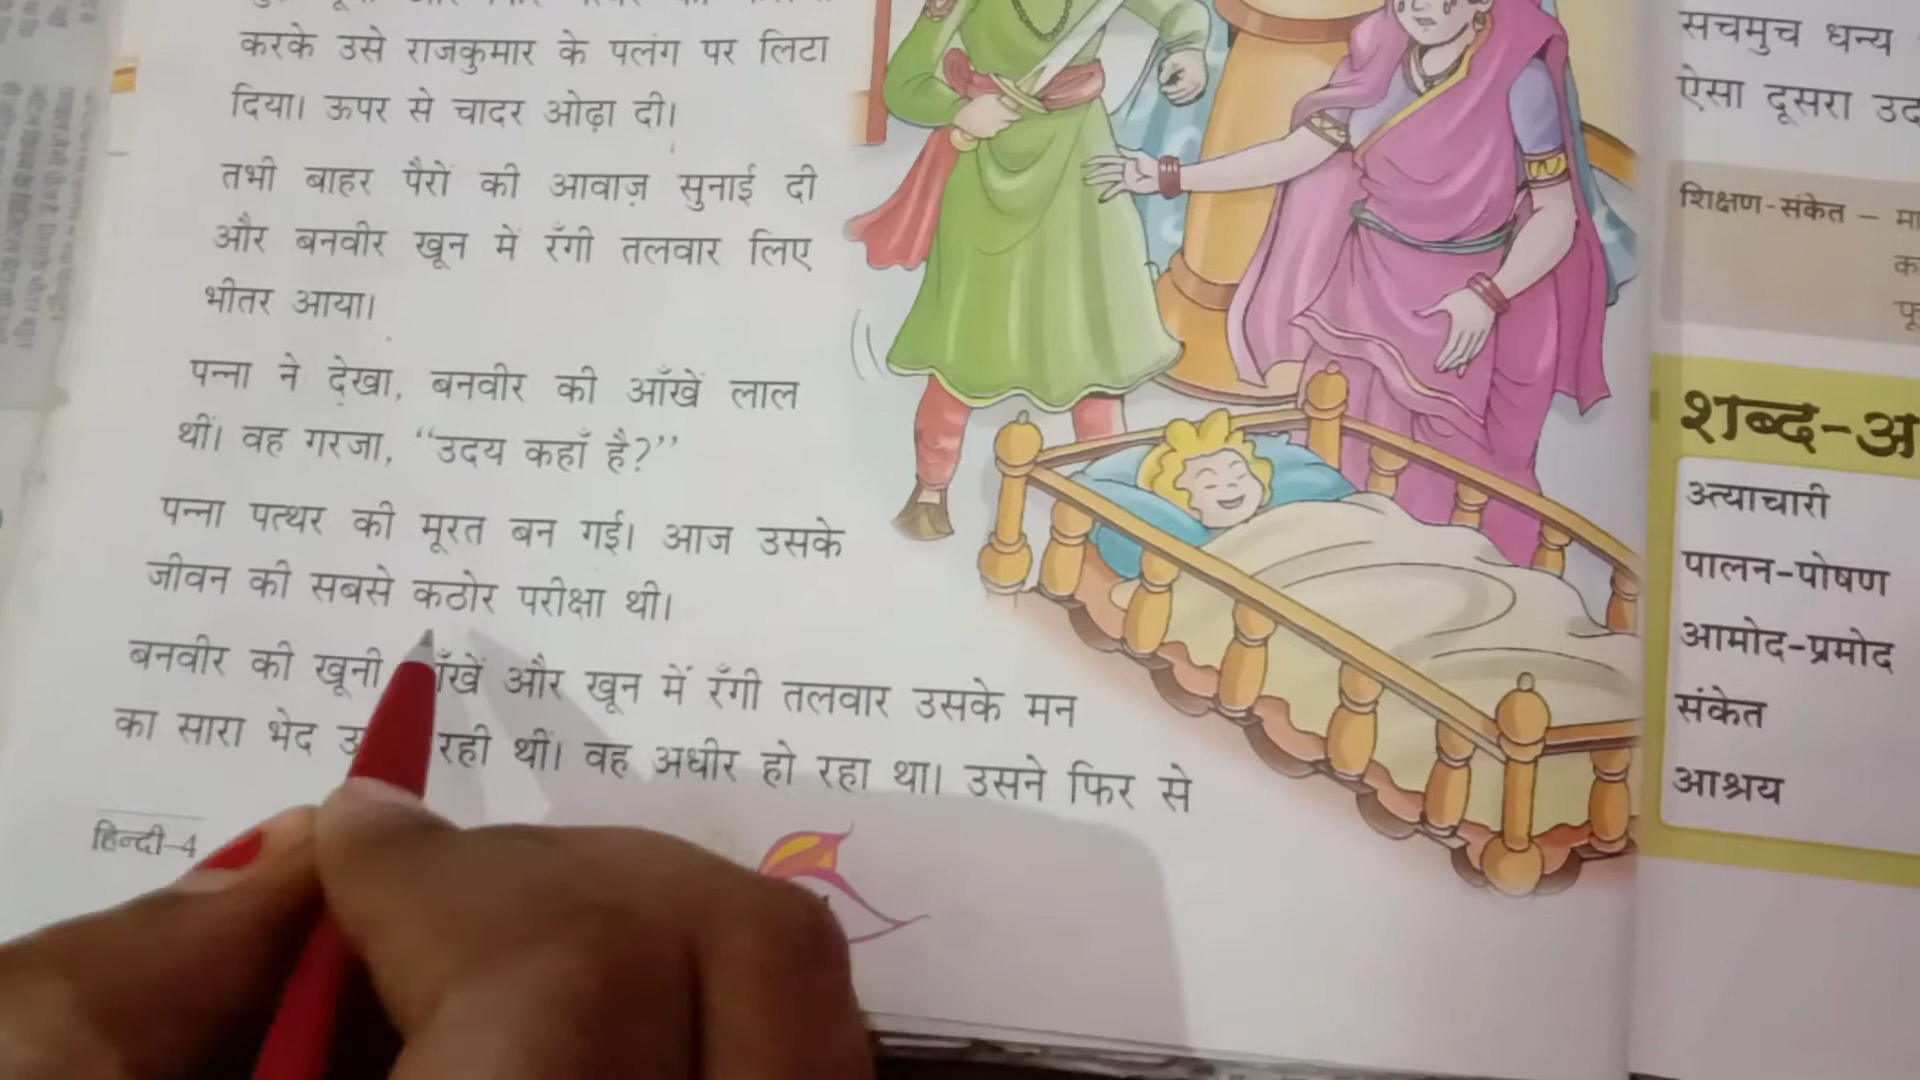 करके उसे राजकुमार के पलंग पर लिटा
दिया। ऊपर से चादर ओढ़ा दी।
तभी बाहर पैरों की आवाज़ सुनाई दी
और बनवीर खून में रँगी तलवार लिए
भीतर आया।
पन्ना ने देखा, बनवीर की आँखें लाल
थीं। वह गरजा, “उदय कहाँ है?”
पन्ना पत्थर की मूरत बन गई। आज उसके
जीवन की सबसे कठोर परीक्षा थी।
बनवीर की खूनी और खून में रँगी तलवार उसके मन
का सारा भेद रही थीं। वह अधीर हो रहा था। उसने फिर से
हिन्दी-4
सचमुच धन्य
ऐसा दूसरा
शिक्षण-संकेत –
शब्द-अ
अत्याचारी
पालन-पोषण
आमोद-प्रमोद
संकेत
आश्रय